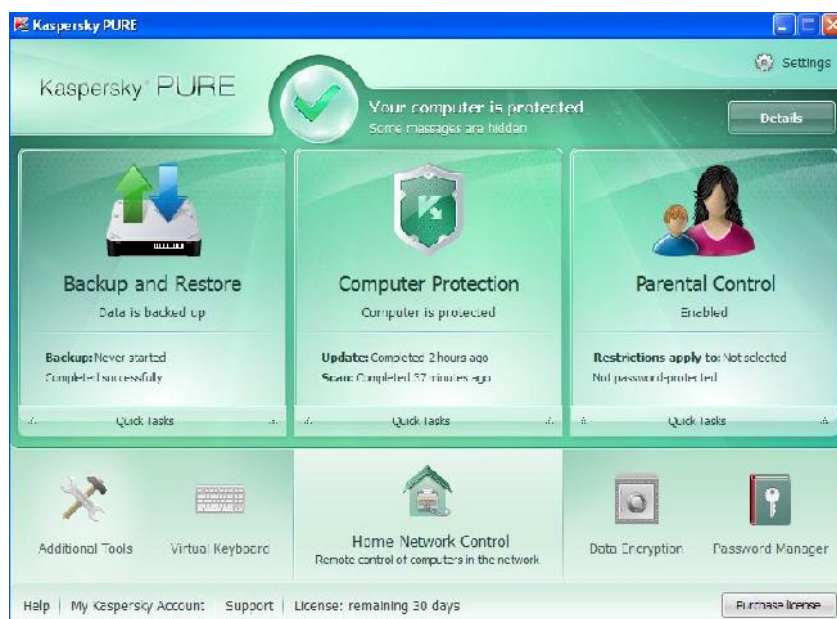 Kaspersky PURE
Settings
Kaspersky PURE
Your computer is protected
Some messages are hidden
Details
Backup and Restore
Data is backed up
Backup: Never started
Completed successfully
Quick Tasks
Computer Protection
Computer is protected
Update: Completed 2 hours ago
Scan: Completed 37 minutes ago
Quick Tasks
Parental Control
Enabled
Restrictions apply to: Not selected
Not password-protected
Quick Tasks
Additional Tools
Virtual Keyboard
Home Network Control
Remote control of computers in the network
Data Encryption
Password Manager
Help My Kaspersky Account Support License: remaining 30 days
Purchase license